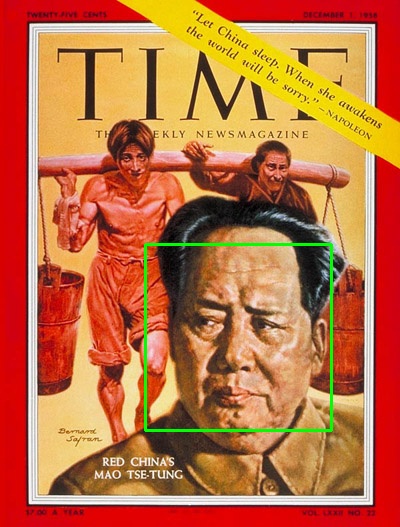 TWENTY-FIVE CENTS
DECEMBER 1 1958
"Let China sleep. When she awakens
the world will be sorry."–NAPOLEON
TIME
THE WEEKLY NEWSMAGAZINE
Bernard
Safran
RED CHINA'S
MAO TSE-TUNG
$7.00 A YEAR
VOL. LXXII NO. 22